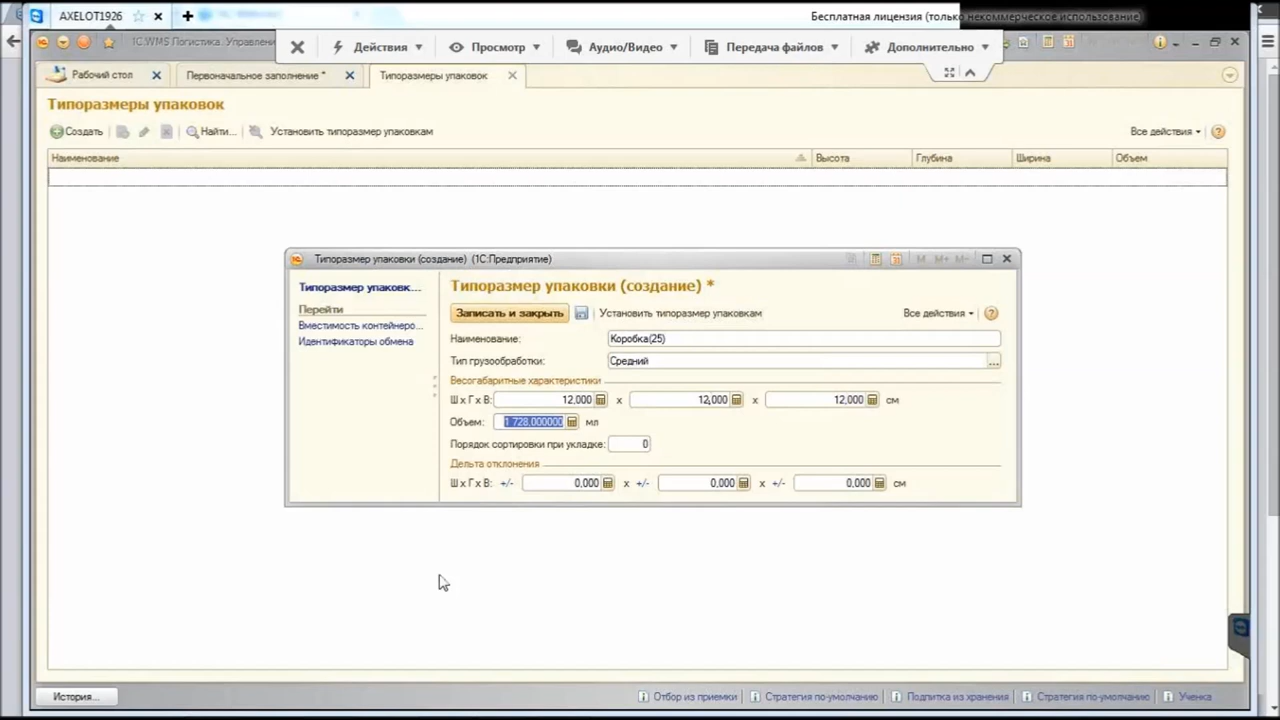 AXELOT1926
Бесплатная лицензия (только некоммерческое использование)
1С.WMS Логистика. Управлени
Действия
Просмотр
Аудио/Видео
Передача файлов
Дополнительно
Рабочий стол
Первоначальное заполнение *
Типоразмеры упаковок
Типоразмеры упаковок
Создать
Найти...
Установить типоразмер упаковкам
Все действия
Наименование
Высота
Глубина
Ширина
Объем
Типоразмер упаковки (создание) (1С:Предприятие)
M M+ M-
Типоразмер упаковк...
Перейти
Вместимость контейнеро...
Идентификаторы обмена
Типоразмер упаковки (создание) *
Записать и закрыть
Установить типоразмер упаковкам
Все действия
Наименование:
Коробка(25)
Тип грузообработки:
Средний
...
Весогабаритные характеристики
Ш x Г x В: 12,000 x 12,000 x 12,000 см
Объем: 1 728,000000 мл
Порядок сортировки при укладке: 0
Дельта отклонения
Ш x Г x В: +/- 0,000 x +/- 0,000 x +/- 0,000 см
История...
Отбор из приемки
Стратегия по-умолчанию
Подпитка из хранения
Стратегия по-умолчанию
Ученка